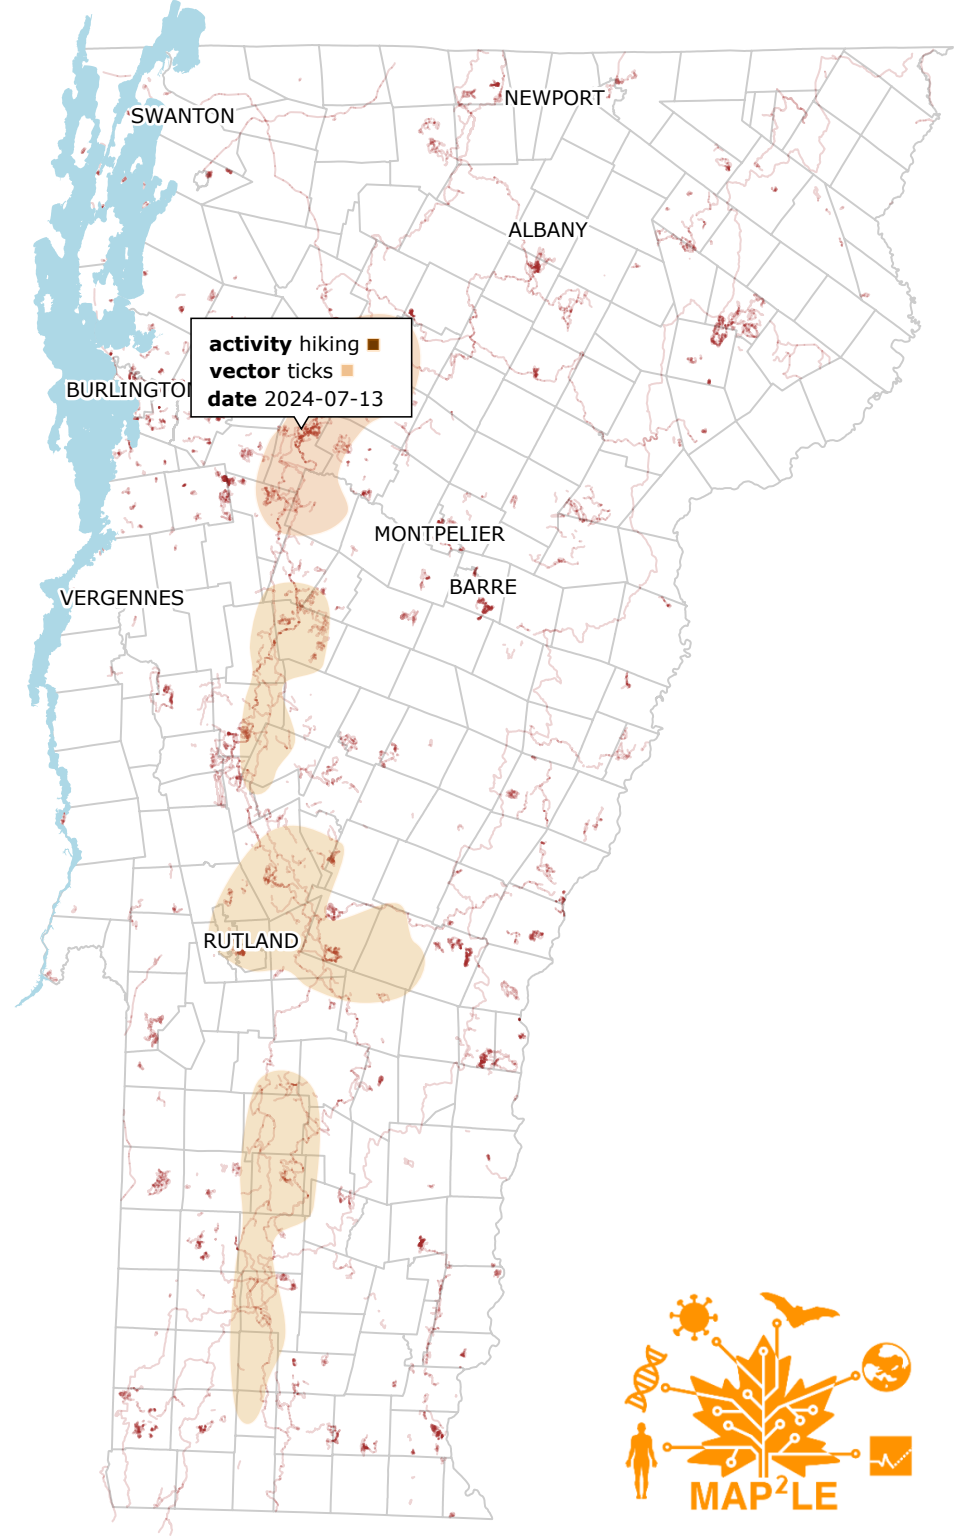 NEWPORT
SWANTON
ALBANY
activity hiking
vector ticks
date 2024-07-13
BURLINGTON
MONTPELIER
BARRE
VERGENNES
RUTLAND
MAP²LE